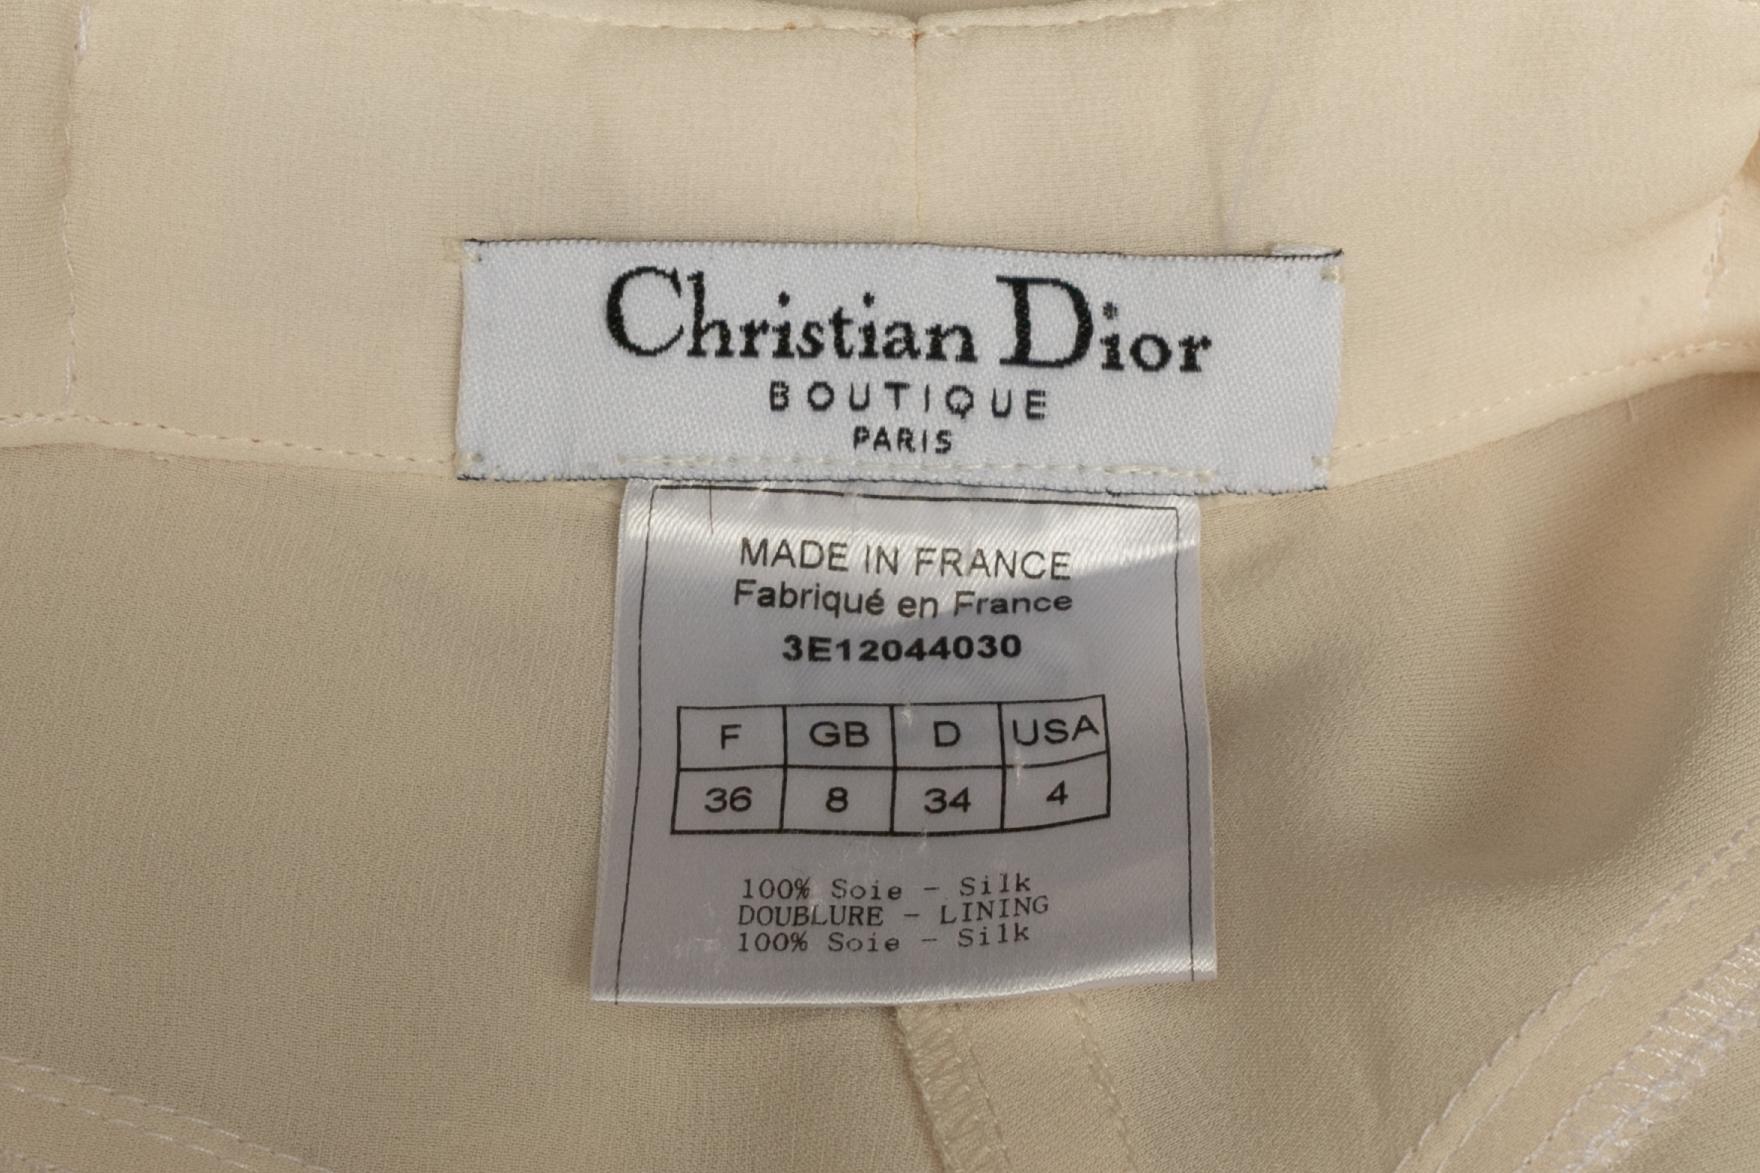 Christian Dior
BOUTIQUE
PARIS
MADE IN FRANCE
Fabriqué en France
3E12044030
F GB D USA
36 8 34 4
100% Soie - Silk
DOUBLURE - LINING
100% Soie - Silk